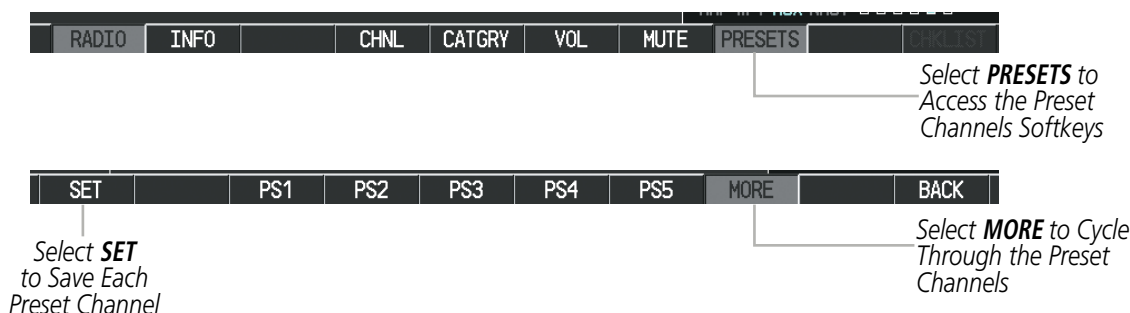 RADIO INFO CHNL CATGRY VOL MUTE PRESETS CHKLIST
Select PRESETS to
Access the Preset
Channels Softkeys
SET PS1 PS2 PS3 PS4 PS5 MORE BACK
Select SET
to Save Each
Preset Channel
Select MORE to Cycle
Through the Preset
Channels